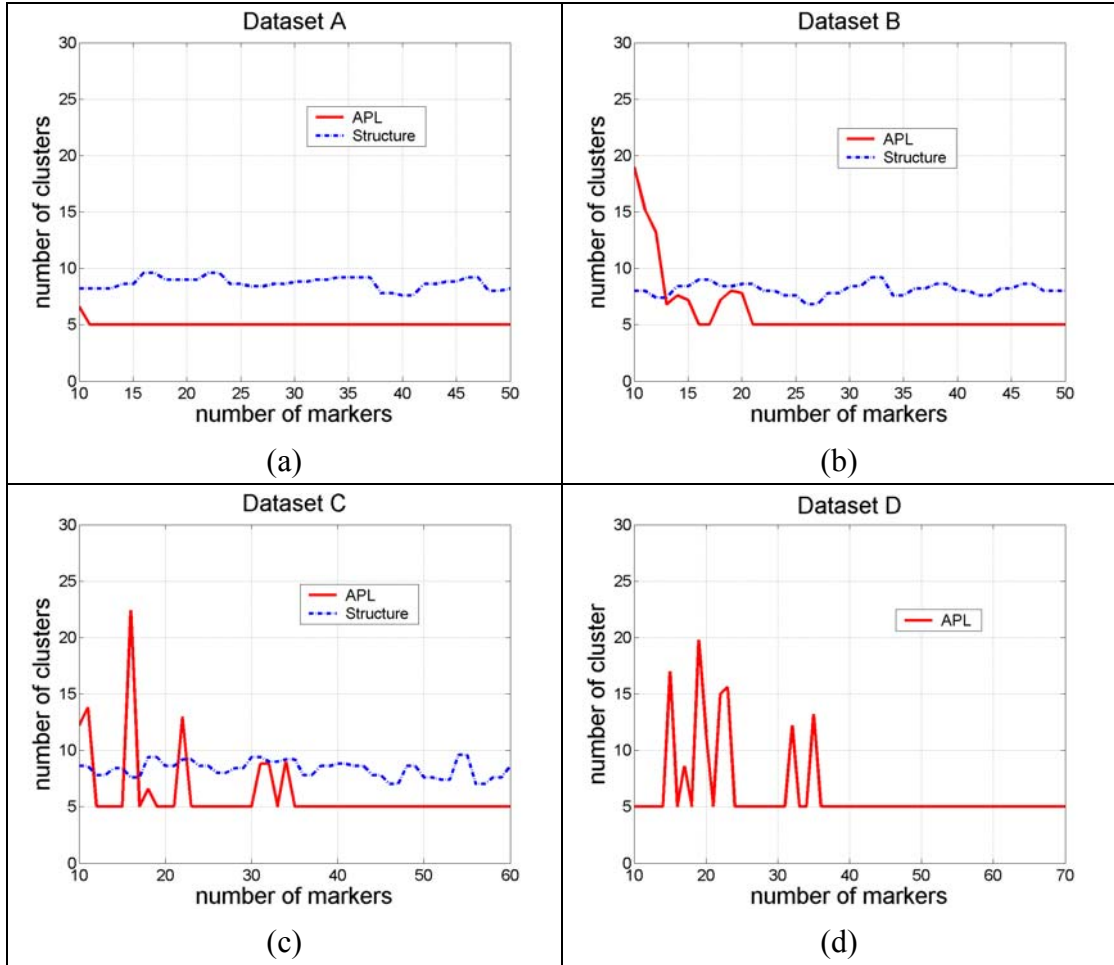 Dataset A
30
25
20
15
10
5
0
number of clusters
APL
Structure
10 15 20 25 30 35 40 45 50
number of markers
(a)
Dataset B
30
25
20
15
10
5
0
number of clusters
APL
Structure
10 15 20 25 30 35 40 45 50
number of markers
(b)
Dataset C
30
25
20
15
10
5
0
number of clusters
APL
Structure
10 20 30 40 50 60
number of markers
(c)
Dataset D
30
25
20
15
10
5
0
number of cluster
APL
10 20 30 40 50 60 70
number of markers
(d)